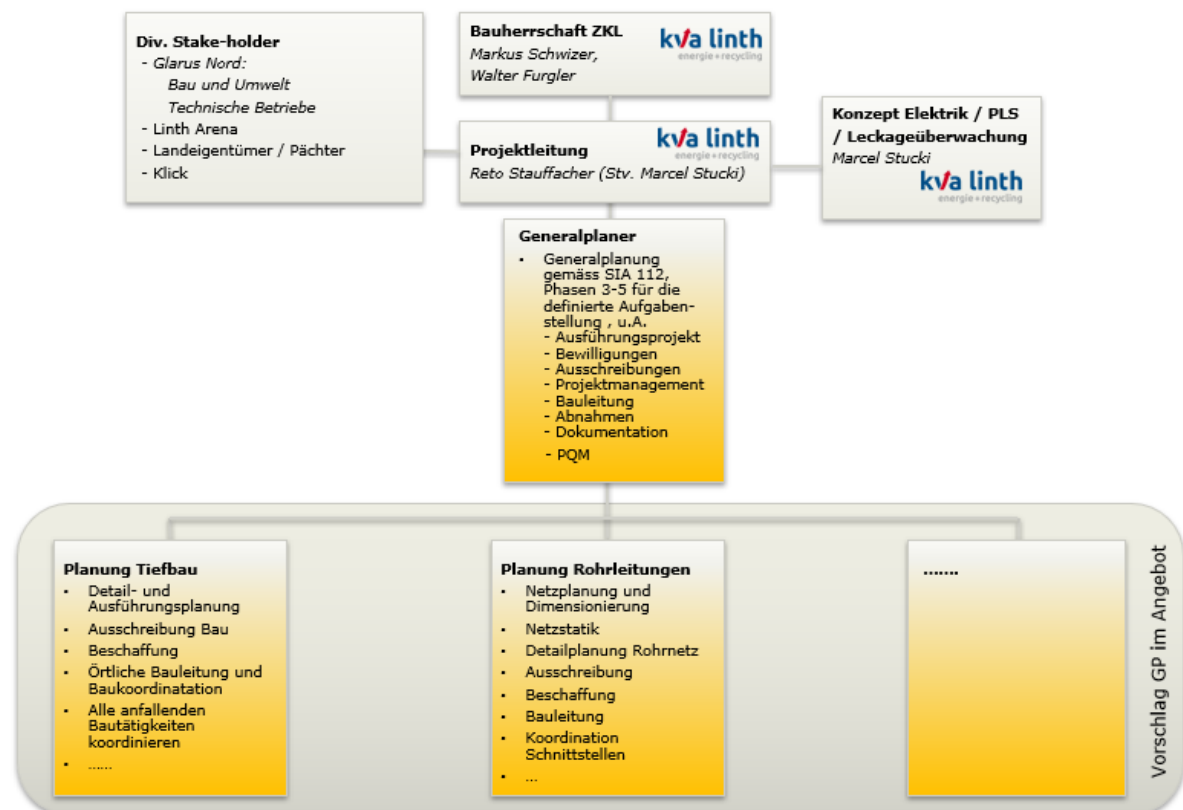 Div. Stake-holder
- Glarus Nord:
Bau und Umwelt
Technische Betriebe
- Linth Arena
- Landeigentümer / Pächter
- Klick
Bauherrschaft ZKL
Markus Schwizer,
Walter Furgler
kva linth
energie+recycling
Projektleitung
Reto Stauffacher (Stv. Marcel Stucki)
kva linth
energie+recycling
Konzept Elektrik / PLS
/ Leckageüberwachung
Marcel Stucki
kva linth
energie+recycling
Generalplaner
• Generalplanung
gemäss SIA 112,
Phasen 3-5 für die
definierte Aufgaben-
stellung , u.A.
- Ausführungsprojekt
- Bewilligungen
- Ausschreibungen
- Projektmanagement
- Bauleitung
- Abnahmen
- Dokumentation
- PQM
Planung Tiefbau
• Detail- und
Ausführungsplanung
• Ausschreibung Bau
• Beschaffung
• Örtliche Bauleitung und
Baukoordinatation
• Alle anfallenden
Bautätigkeiten
koordinieren
• ......
Planung Rohrleitungen
• Netzplanung und
Dimensionierung
• Netzstatik
• Detailplanung Rohrnetz
• Ausschreibung
• Beschaffung
• Bauleitung
• Koordination
Schnittstellen
• ...
.......
Vorschlag GP im Angebot